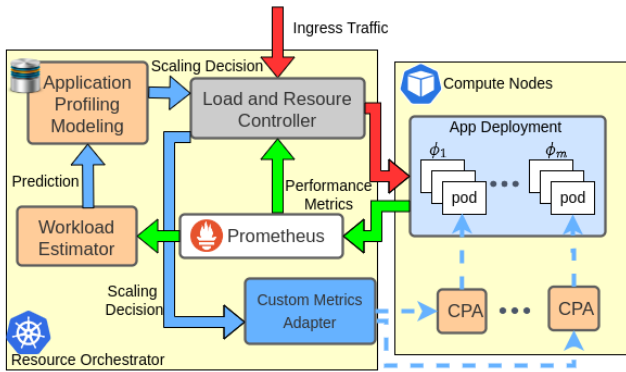 Ingress Traffic
Scaling Decision
Application
Profiling
Modeling
Load and Resoure
Controller
Compute Nodes
App Deployment
ϕ1
ϕm
pod
pod
Prediction
Performance
Metrics
Workload
Estimator
Prometheus
Scaling
Decision
Custom Metrics
Adapter
CPA
CPA
Resource Orchestrator